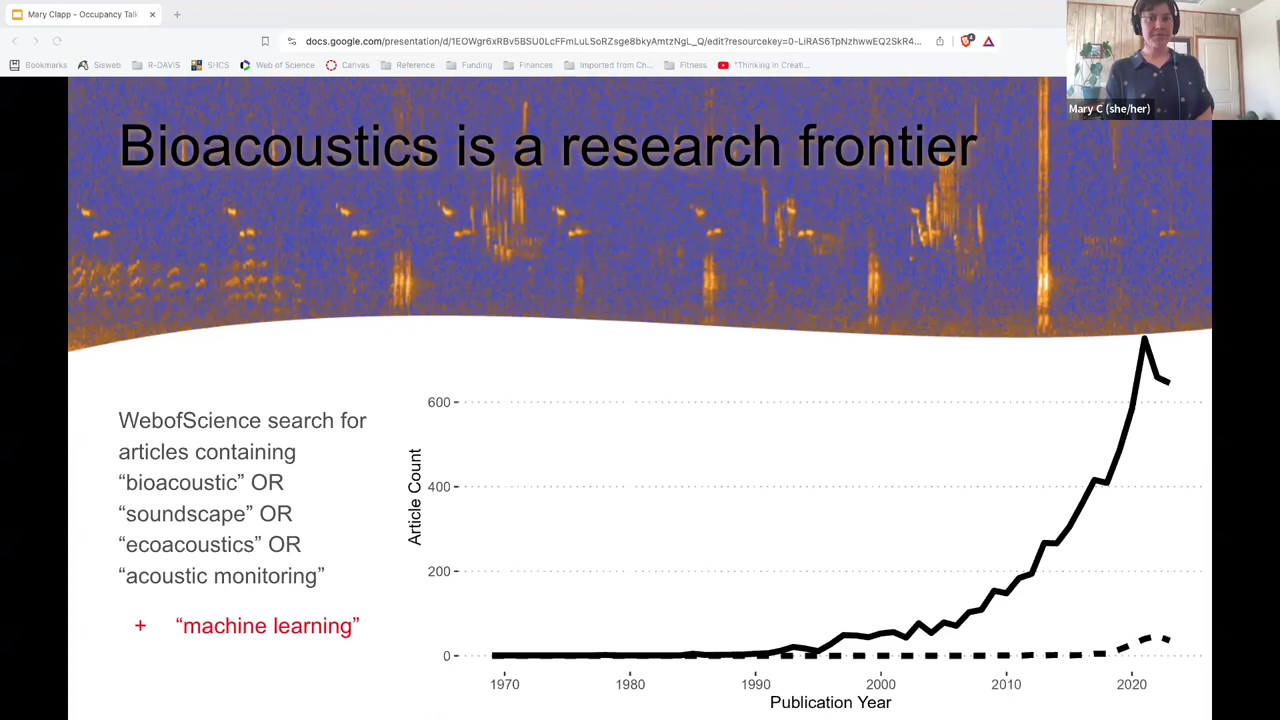 Mary Clapp - Occupancy Tal
docs.google.com/presentation/d/1EOWgr6xRBv5BSU0LcFFmLuLSoRZsge8bkyAmtzNgL_Q/edit?resourcekey=0-LiRAS6TpNzhwwEQ2SkR4...
4
Bookmarks Sisweb R-DAVIS SHCS Web of Science Canvas Reference Funding Finances Imported from Ch... Fitness "Thinking in Creati...
Mary C (she/her)
Bioacoustics is a research frontier
WebofScience search for
articles containing
“bioacoustic” OR
“soundscape” OR
“ecoacoustics” OR
“acoustic monitoring”
+ “machine learning”
Article Count
600
400
200
0
1970 1980 1990 2000 2010 2020
Publication Year